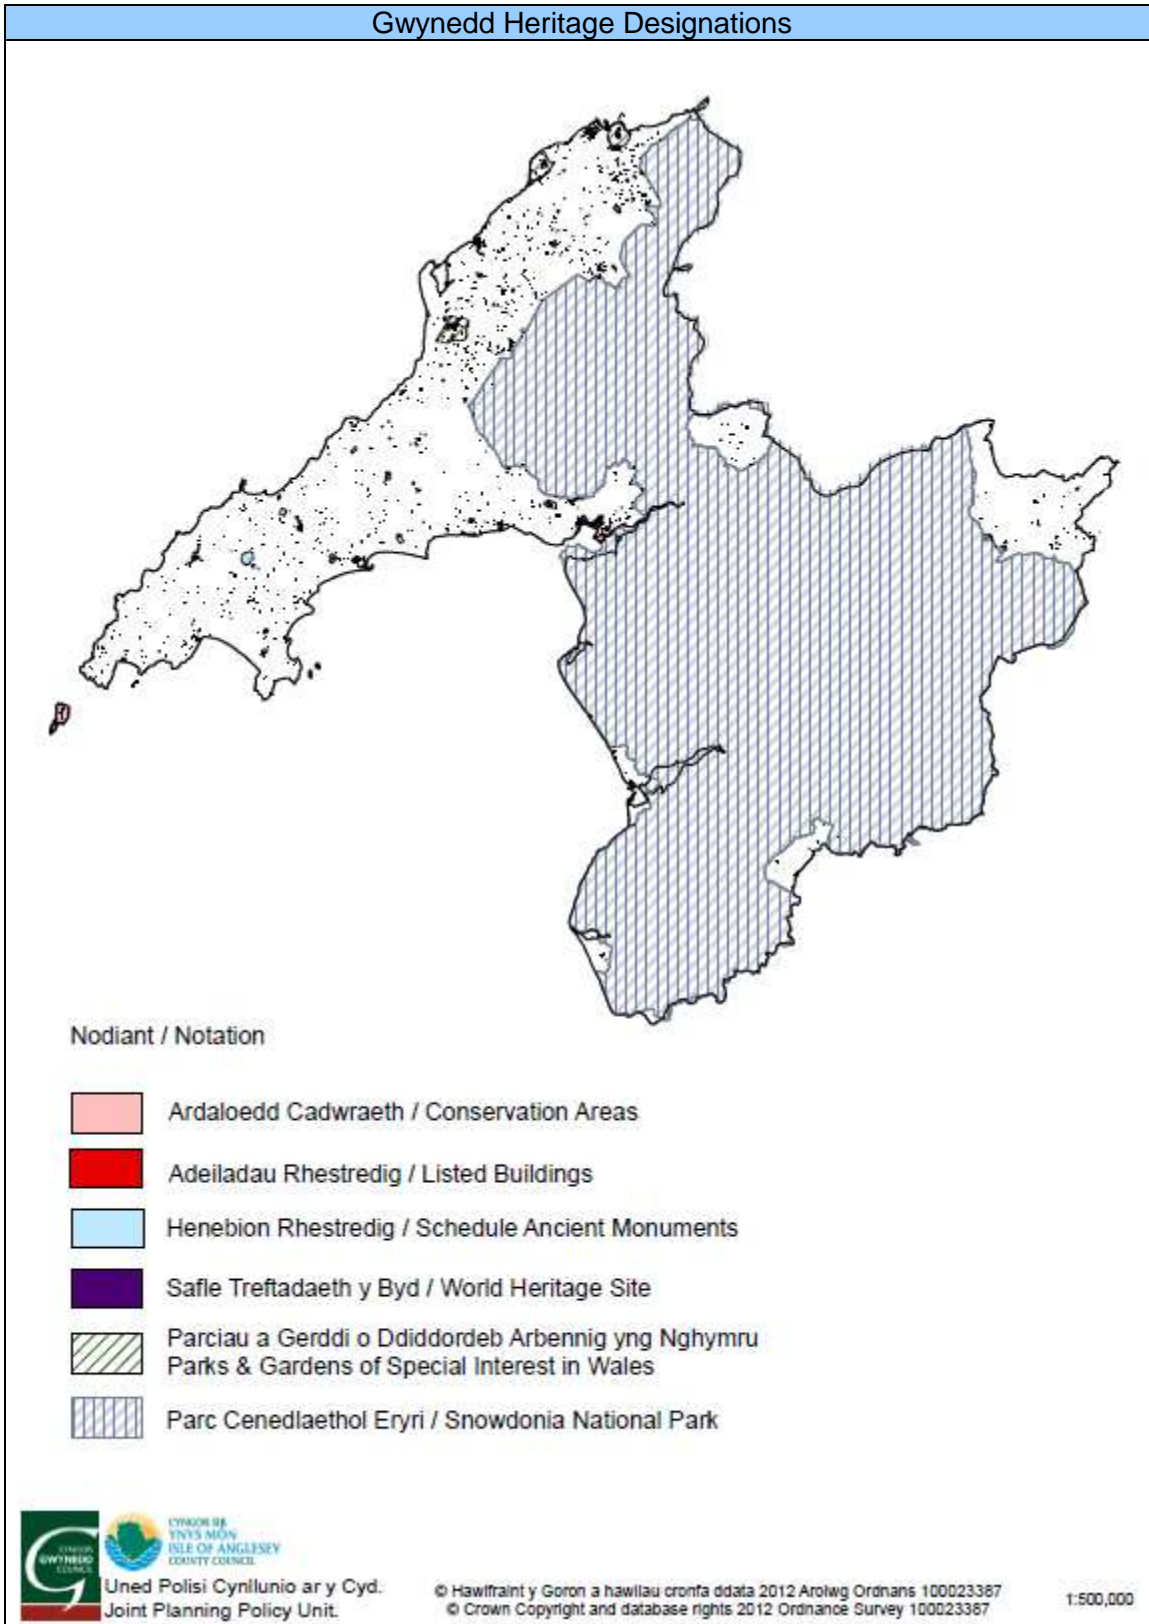 Gwynedd Heritage Designations
Nodiant / Notation
Ardaloedd Cadwraeth / Conservation Areas
Adeiladau Rhestredig / Listed Buildings
Henebion Rhestredig / Schedule Ancient Monuments
Safle Treftadaeth y Byd / World Heritage Site
Parciau a Gerddi o Ddiddordeb Arbennig yng Nghymru
Parks & Gardens of Special Interest in Wales
Parc Cenedlaethol Eryri / Snowdonia National Park
CYNGOR
GWYNEDD
COUNCIL
CYNGOR SIR
YNYS MÔN
ISLE OF ANGLESEY
COUNTY COUNCIL
Uned Polisi Cynllunio ar y Cyd.
Joint Planning Policy Unit.
© Hawlfraint y Goron a hawliau cronfa ddata 2012 Arolwg Ordnans 100023387
© Crown Copyright and database rights 2012 Ordnance Survey 100023387
1:500,000